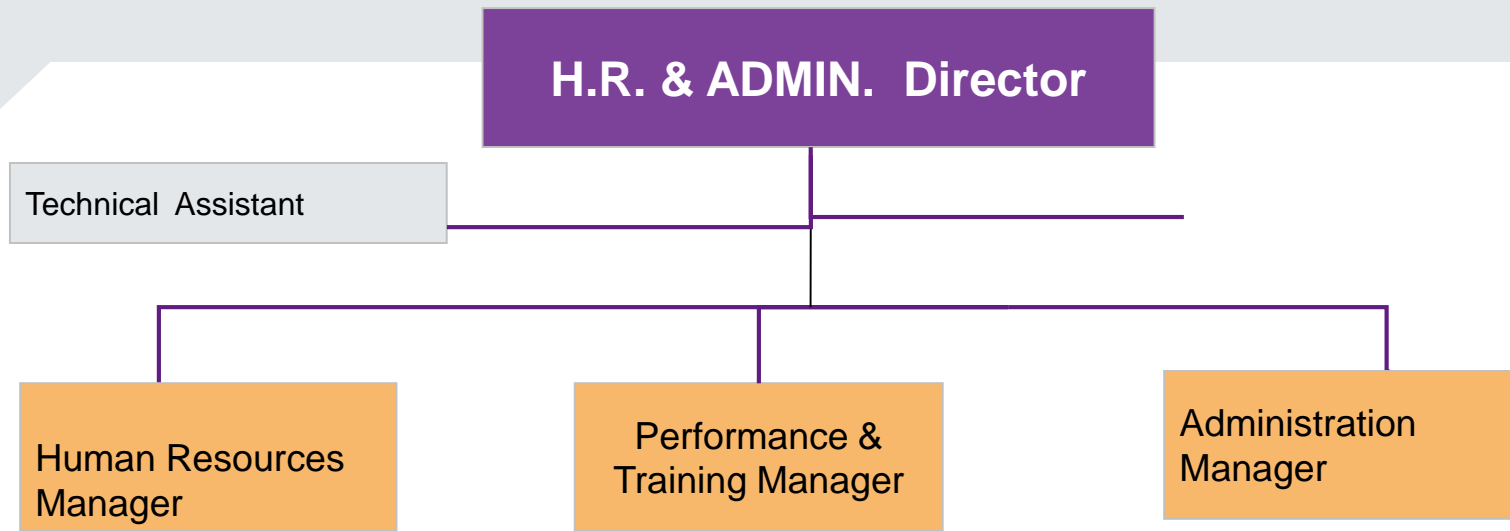 H.R. & ADMIN.  Director
Technical  Assistant
Human Resources
Manager
Performance &
Training Manager
Administration
Manager